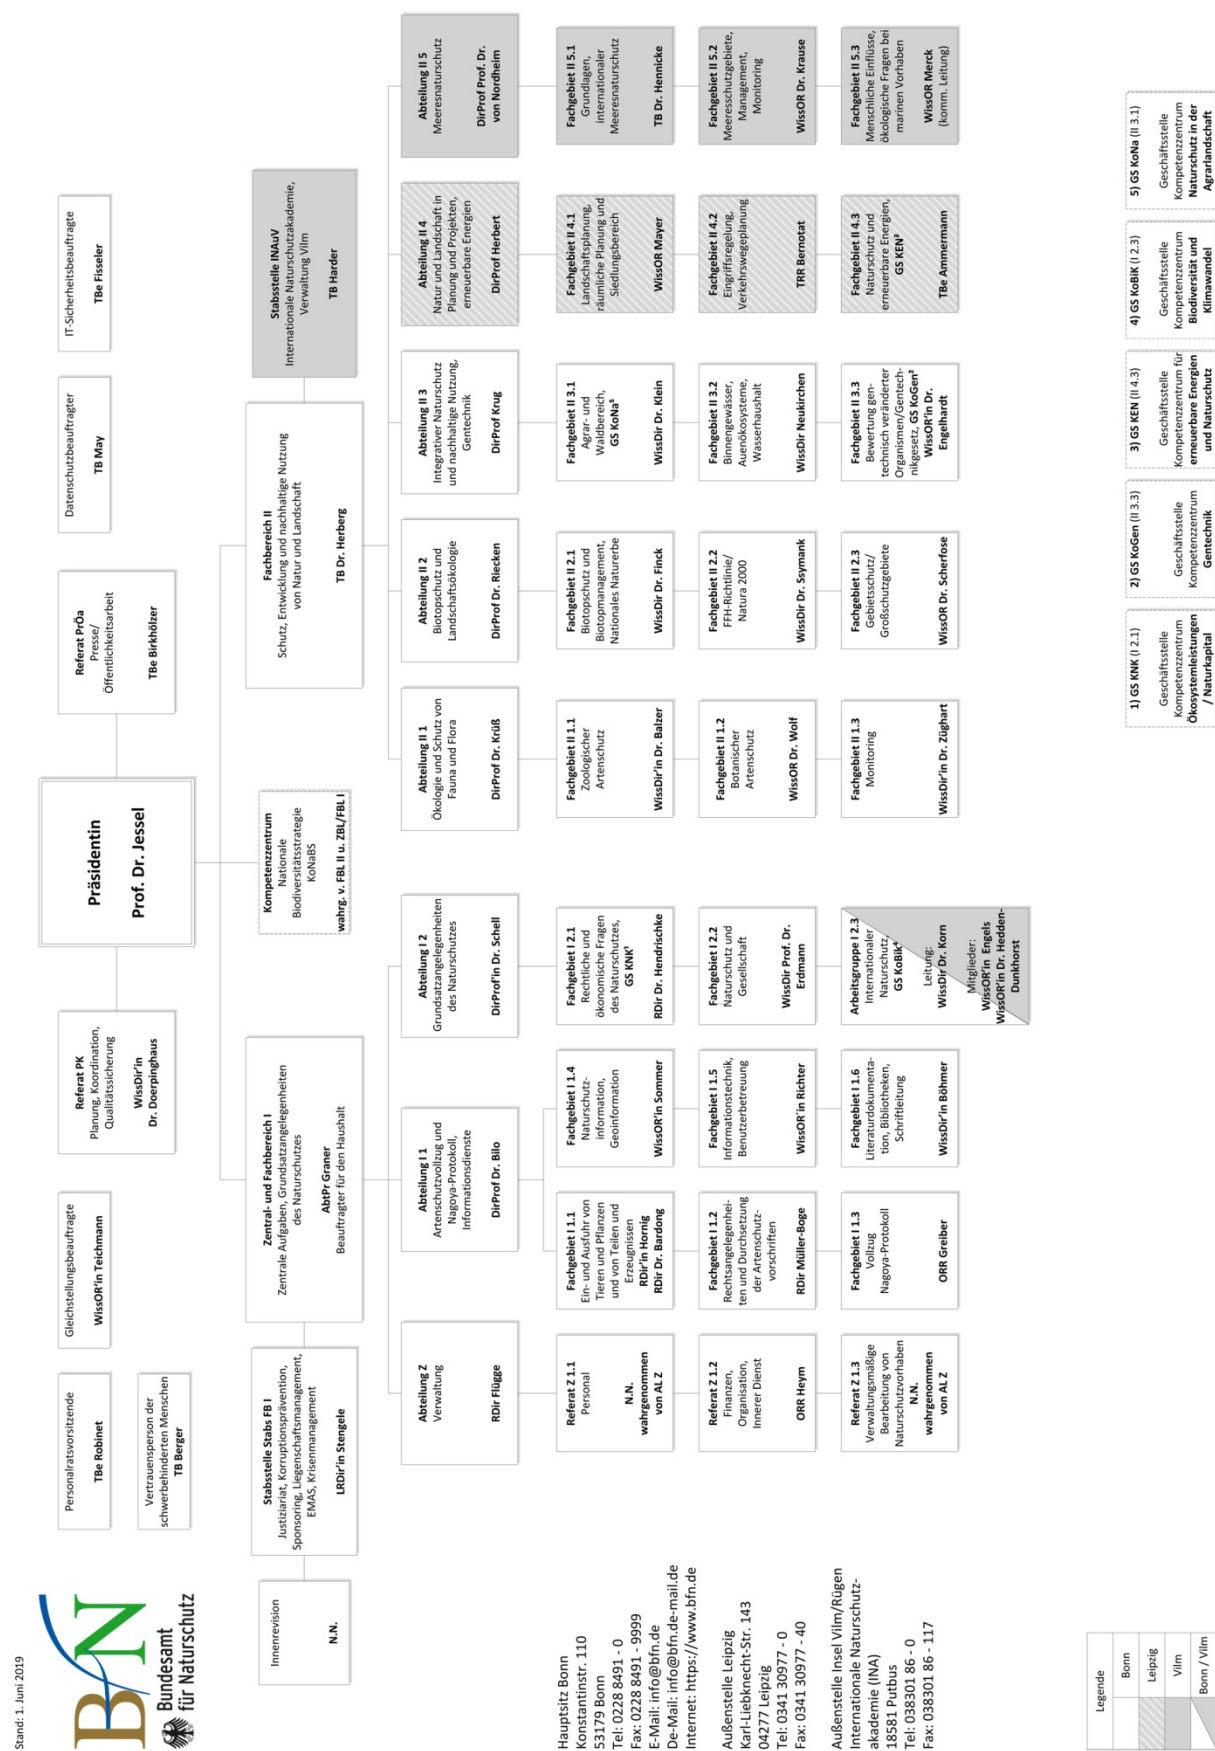 Stand: 1. Juni 2019
BfN
Bundesamt
für Naturschutz
Personalratsvorsitzende
TBe Robinet
Vertrauensperson der
schwerbehinderten Menschen
TB Berger
Gleichstellungsbeauftragte
WissOR'in Teichmann
Referat PK
Planung, Koordination,
Qualitätssicherung
WissDir'in
Dr. Doerpinghaus
Präsidentin
Prof. Dr. Jessel
Referat PrÖa
Presse/
Öffentlichkeitsarbeit
TBe Birkhölzer
Datenschutzbeauftragter
TB May
IT-Sicherheitsbeauftragte
TBe Fisseler
Innenrevision
N.N.
Stabsstelle Stabs FB I
Justiziariat, Korruptionsprävention,
Sponsoring, Liegenschaftsmanagement,
EMAS, Krisenmanagement
LRDir'in Stengele
Zentral- und Fachbereich I
Zentrale Aufgaben, Grundsatzangelegenheiten
des Naturschutzes
AbtPr Graner
Beauftragter für den Haushalt
Kompetenzzentrum
Nationale
Biodiversitätsstrategie
KoNaBS
wahrg. v. FBL II u. ZBL/FBL I
Fachbereich II
Schutz, Entwicklung und nachhaltige Nutzung
von Natur und Landschaft
TB Dr. Herberg
Stabsstelle INAuV
Internationale Naturschutzakademie,
Verwaltung Vilm
TB Harder
Abteilung Z
Verwaltung
RDir Flügge
Abteilung I 1
Artenschutzvollzug und
Nagoya-Protokoll,
Informationsdienste
DirProf Dr. Bilo
Abteilung I 2
Grundsatzangelegenheiten
des Naturschutzes
DirProf'in Dr. Schell
Abteilung II 1
Ökologie und Schutz von
Fauna und Flora
DirProf Dr. Krüß
Abteilung II 2
Biotopschutz und
Landschaftsökologie
DirProf Dr. Riecken
Abteilung II 3
Integrativer Naturschutz
und nachhaltige Nutzung,
Gentechnik
DirProf Krug
Abteilung II 4
Natur und Landschaft in
Planung und Projekten,
erneuerbare Energien
DirProf Herbert
Abteilung II 5
Meeresnaturschutz
DirProf Prof. Dr.
von Nordheim
Referat Z 1.1
Personal
N.N.
wahrgenommen
von AL Z
Fachgebiet I 1.1
Ein- und Ausfuhr von
Tieren und Pflanzen
und von Teilen und
Erzeugnissen
RDir'in Hornig
RDir Dr. Bardong
Fachgebiet I 1.4
Naturschutz-
information,
Geoinformation
WissOR'in Sommer
Fachgebiet I 2.1
Rechtliche und
ökonomische Fragen
des Naturschutzes,
GS KNK¹
RDir Dr. Hendrischke
Fachgebiet II 1.1
Zoologischer
Artenschutz
WissDir'in Dr. Balzer
Fachgebiet II 2.1
Biotopschutz und
Biotopmanagement,
Nationales Naturerbe
WissDir Dr. Finck
Fachgebiet II 3.1
Agrar- und
Waldbereich,
GS KoNa⁵
WissDir Dr. Klein
Fachgebiet II 4.1
Landschaftsplanung,
räumliche Planung und
Siedlungsbereich
WissOR Mayer
Fachgebiet II 5.1
Grundlagen,
internationaler
Meeresnaturschutz
TB Dr. Hennicke
Referat Z 1.2
Finanzen,
Organisation,
Innerer Dienst
ORR Heym
Fachgebiet I 1.2
Rechtsangelegenhei-
ten und Durchsetzung
der Artenschutz-
vorschriften
RDir Müller-Boge
Fachgebiet I 1.5
Informationstechnik,
Benutzerbetreuung
WissOR'in Richter
Fachgebiet I 2.2
Naturschutz und
Gesellschaft
WissDir Prof. Dr.
Erdmann
Fachgebiet II 1.2
Botanischer
Artenschutz
WissOR Dr. Wolf
Fachgebiet II 2.2
FFH-Richtlinie/
Natura 2000
WissDir Dr. Ssymank
Fachgebiet II 3.2
Binnengewässer,
Auenökosysteme,
Wasserhaushalt
WissDir Neukirchen
Fachgebiet II 4.2
Eingriffsregelung,
Verkehrswegeplanung
TRR Bernotat
Fachgebiet II 5.2
Meeresschutzgebiete,
Management,
Monitoring
WissOR Dr. Krause
Referat Z 1.3
Verwaltungsmäßige
Bearbeitung von
Naturschutzvorhaben
N.N.
wahrgenommen
von AL Z
Fachgebiet I 1.3
Vollzug
Nagoya-Protokoll
ORR Greiber
Fachgebiet I 1.6
Literaturdokumenta-
tion, Bibliotheken,
Schriftleitung
WissDir'in Böhmer
Arbeitsgruppe I 2.3
Internationaler
Naturschutz,
GS KoBik⁴
Leitung:
WissDir Dr. Korn
Mitglieder:
WissOR'in Engels
WissOR'in Dr. Hedden-
Dunkhorst
Fachgebiet II 1.3
Monitoring
WissDir'in Dr. Züghart
Fachgebiet II 2.3
Gebietsschutz/
Großschutzgebiete
WissOR Dr. Scherfose
Fachgebiet II 3.3
Bewertung gen-
technisch veränderter
Organismen/Gentech-
nikgesetz, GS KoGen²
WissOR'in Dr.
Engelhardt
Fachgebiet II 4.3
Naturschutz und
erneuerbare Energien,
GS KEN³
TBe Ammermann
Fachgebiet II 5.3
Menschliche Einflüsse,
ökologische Fragen bei
marinen Vorhaben
WissOR Merck
(komm. Leitung)
Hauptsitz Bonn
Konstantinstr. 110
53179 Bonn
Tel: 0228 8491 - 0
Fax: 0228 8491 - 9999
E-Mail: info@bfn.de
De-Mail: info@bfn.de-mail.de
Internet: https://www.bfn.de
Außenstelle Leipzig
Karl-Liebknecht-Str. 143
04277 Leipzig
Tel: 0341 30977 - 0
Fax: 0341 30977 - 40
Außenstelle Insel Vilm/Rügen
Internationale Naturschutz-
akademie (INA)
18581 Putbus
Tel: 038301 86 - 0
Fax: 038301 86 - 117
Legende
Bonn
Leipzig
Vilm
Bonn / Vilm
1) GS KNK (I 2.1)
Geschäftsstelle
Kompetenzzentrum
Ökosystemleistungen
/ Naturkapital
2) GS KoGen (II 3.3)
Geschäftsstelle
Kompetenzzentrum
Gentechnik
3) GS KEN (II 4.3)
Geschäftsstelle
Kompetenzzentrum für
erneuerbare Energien
und Naturschutz
4) GS KoBiK (I 2.3)
Geschäftsstelle
Kompetenzzentrum
Biodiversität und
Klimawandel
5) GS KoNa (II 3.1)
Geschäftsstelle
Kompetenzzentrum
Naturschutz in der
Agrarlandschaft